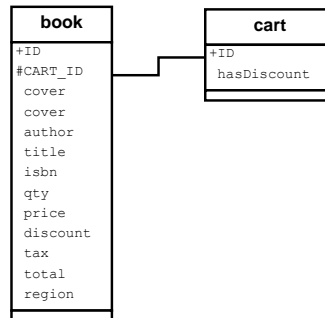 book
+ID
#CART_ID
cover
cover
author
title
isbn
qty
price
discount
tax
total
region
cart
+ID
hasDiscount